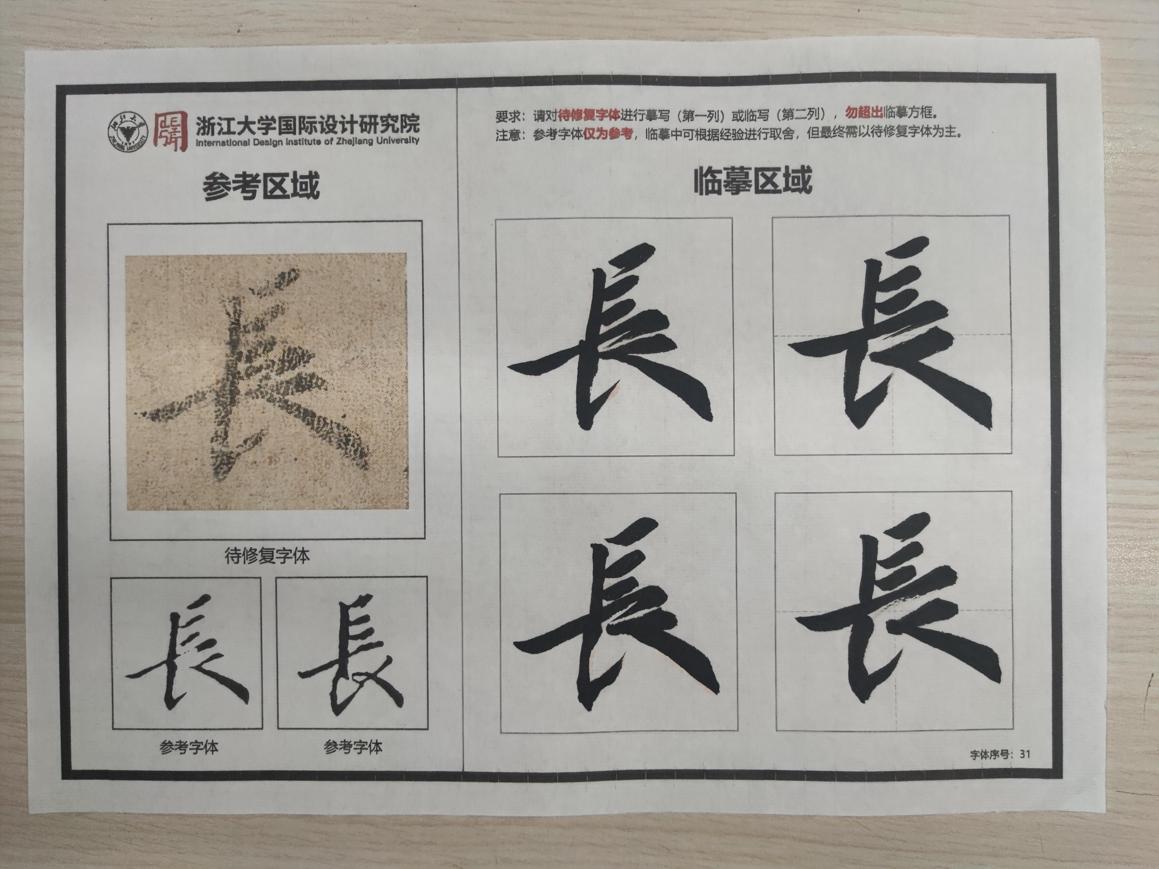 浙江大学国际设计研究院
International Design Institute of Zhejiang University
参考区域
長
待修复字体
長 長
参考字体 参考字体
要求：请对待修复字体进行摹写（第一列）或临写（第二列），勿超出临摹方框。
注意：参考字体仅为参考，临摹中可根据经验进行取舍，但最终需以待修复字体为主。
临摹区域
長 長
長 長
字体序号：31